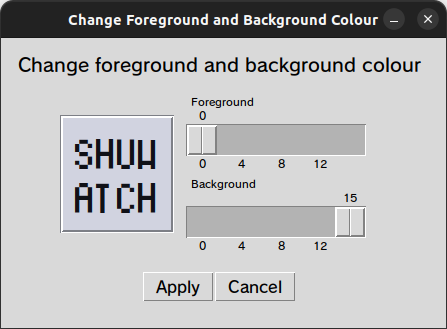 Change Foreground and Background Colour
Change foreground and background colour
Foreground
0
SHUW
ATCH
0 4 8 12
Background
15
0 4 8 12
Apply Cancel